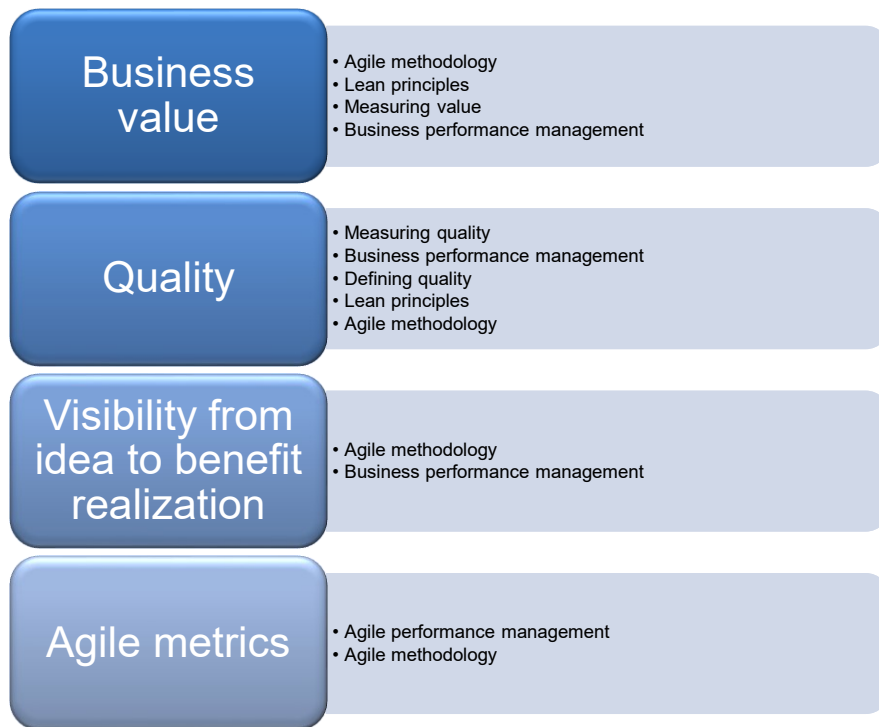 Business
value
• Agile methodology
• Lean principles
• Measuring value
• Business performance management
Quality
• Measuring quality
• Business performance management
• Defining quality
• Lean principles
• Agile methodology
Visibility from
idea to benefit
realization
• Agile methodology
• Business performance management
Agile metrics
• Agile performance management
• Agile methodology